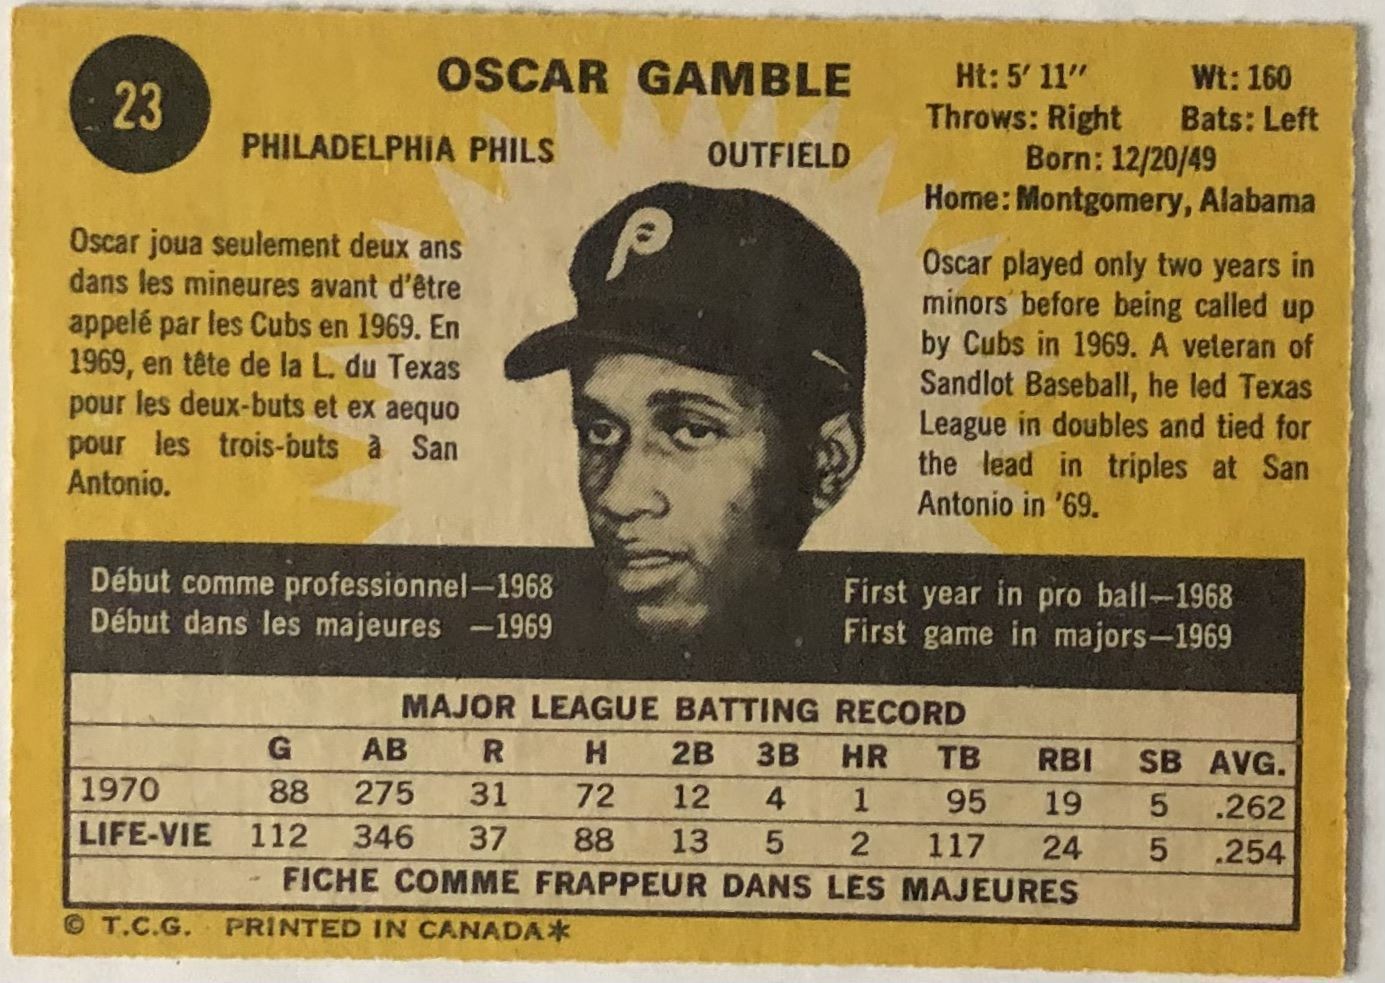 23
OSCAR GAMBLE
PHILADELPHIA PHILS OUTFIELD
Ht: 5′ 11″ Wt: 160
Throws: Right Bats: Left
Born: 12/20/49
Home: Montgomery, Alabama
Oscar joua seulement deux ans
dans les mineures avant d'être
appelé par les Cubs en 1969. En
1969, en tête de la L. du Texas
pour les deux-buts et ex aequo
pour les trois-buts à San
Antonio.
P
Oscar played only two years in
minors before being called up
by Cubs in 1969. A veteran of
Sandlot Baseball, he led Texas
League in doubles and tied for
the lead in triples at San
Antonio in '69.
Début comme professionnel—1968
Début dans les majeures —1969
First year in pro ball—1968
First game in majors—1969
MAJOR LEAGUE BATTING RECORD
G AB R H 2B 3B HR TB RBI SB AVG.
1970 88 275 31 72 12 4 1 95 19 5 .262
LIFE-VIE 112 346 37 88 13 5 2 117 24 5 .254
FICHE COMME FRAPPEUR DANS LES MAJEURES
© T.C.G. PRINTED IN CANADA*